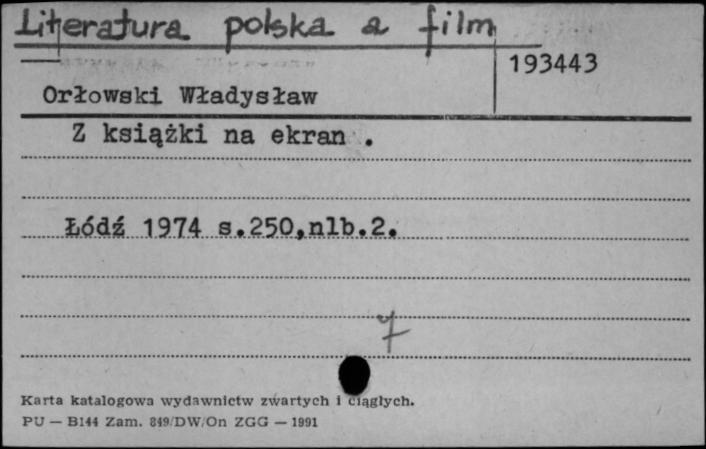 Literatura polska a film
193443
Orłowski Władysław
Z książki na ekran .
Łódź 1974 s.250,nlb.2.
7
Karta katalogowa wydawnictw zwartych i ciągłych.
PU — B144 Zam. 849/DW/On ZGG — 1991